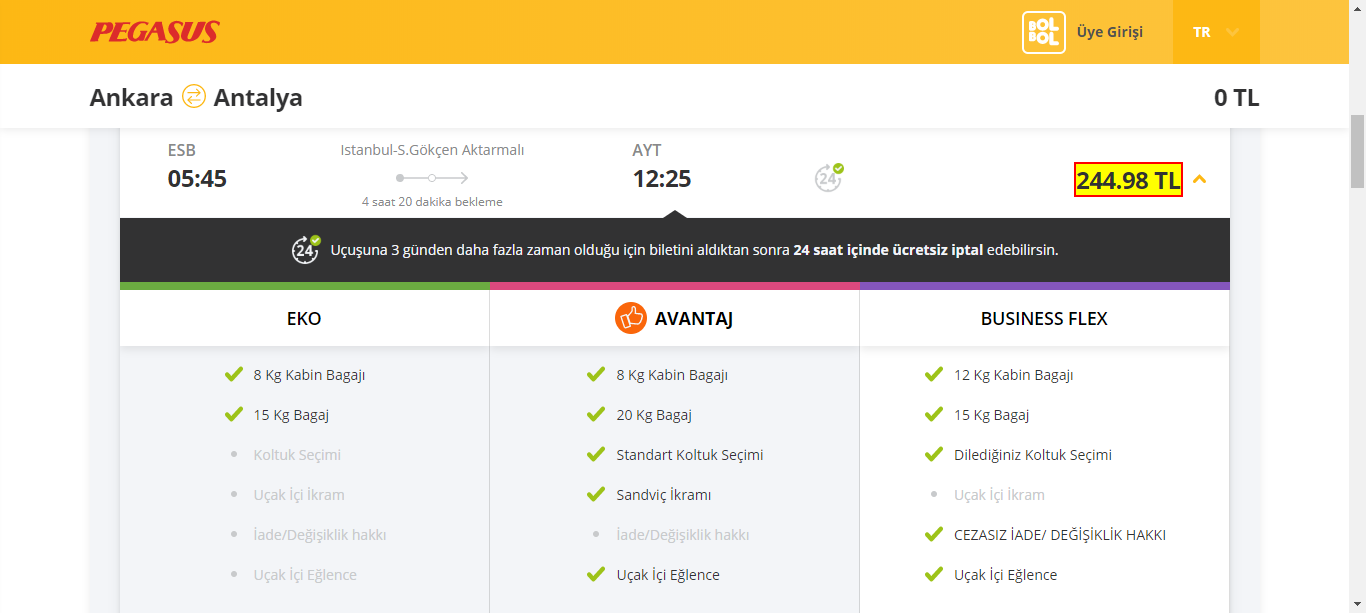 PEGASUS
BOL BOL
Üye Girişi
TR
Ankara Antalya
0 TL
ESB
05:45
Istanbul-S.Gökçen Aktarmalı
4 saat 20 dakika bekleme
AYT
12:25
24
244.98 TL
24
Uçuşuna 3 günden daha fazla zaman olduğu için biletini aldıktan sonra 24 saat içinde ücretsiz iptal edebilirsin.
EKO
8 Kg Kabin Bagajı
15 Kg Bagaj
Koltuk Seçimi
Uçak İçi İkram
İade/Değişiklik hakkı
Uçak İçi Eğlence
AVANTAJ
8 Kg Kabin Bagajı
20 Kg Bagaj
Standart Koltuk Seçimi
Sandviç İkramı
İade/Değişiklik hakkı
Uçak İçi Eğlence
BUSINESS FLEX
12 Kg Kabin Bagajı
15 Kg Bagaj
Dilediğiniz Koltuk Seçimi
Uçak İçi İkram
CEZASIZ İADE/ DEĞİŞİKLİK HAKKI
Uçak İçi Eğlence